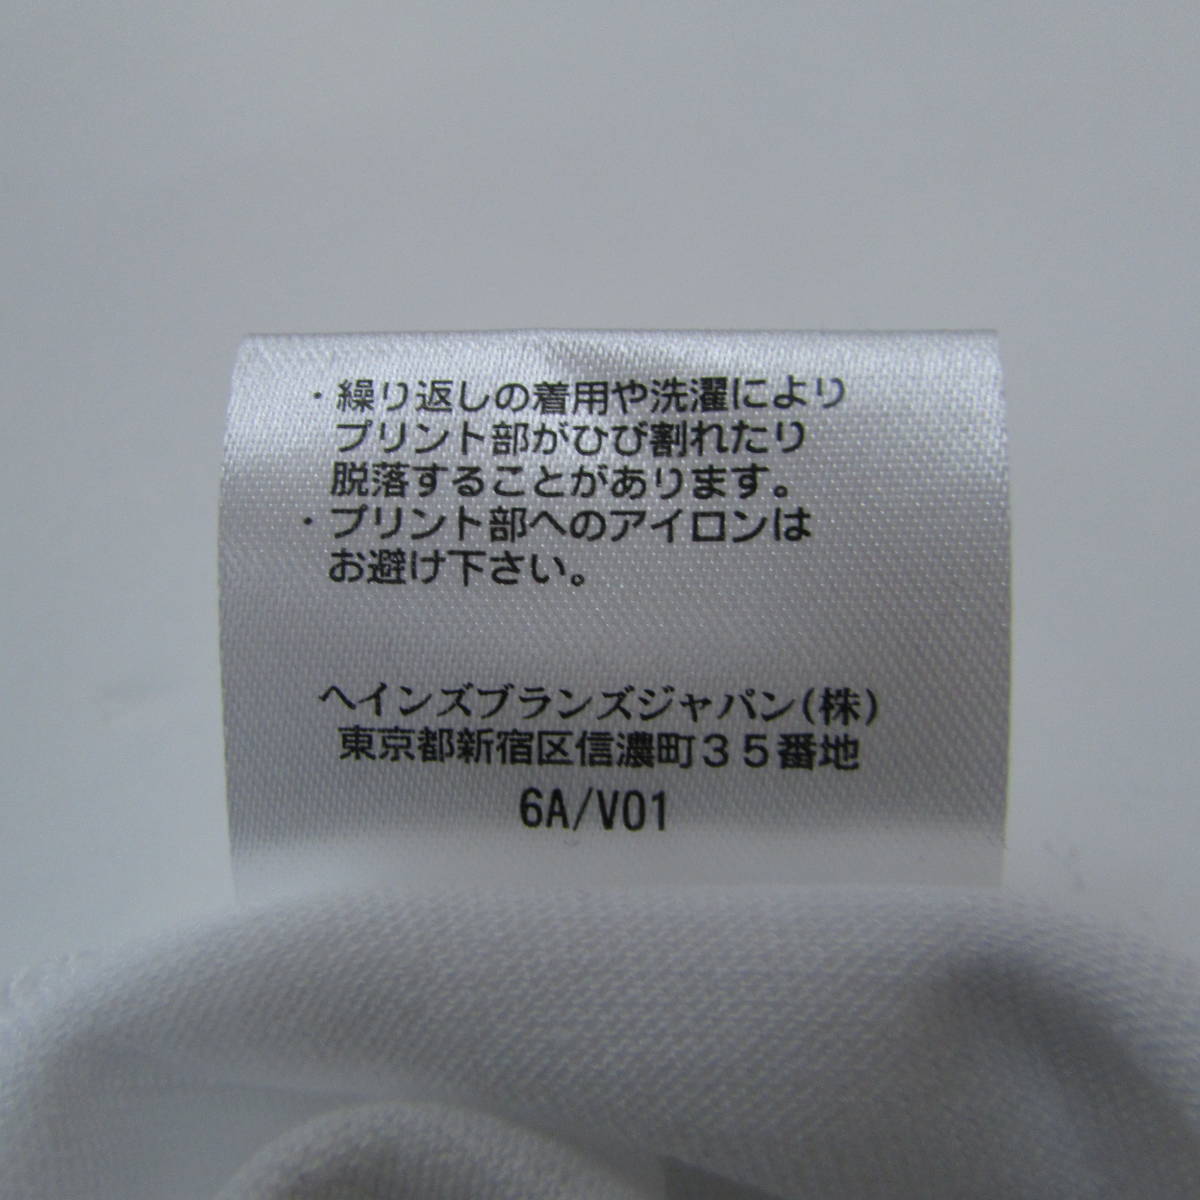 ・繰り返しの着用や洗濯により
プリント部がひび割れたり
脱落することがあります。
・プリント部へのアイロンは
お避け下さい。
ヘインズブランズジャパン(株)
東京都新宿区信濃町３５番地
6A/V01